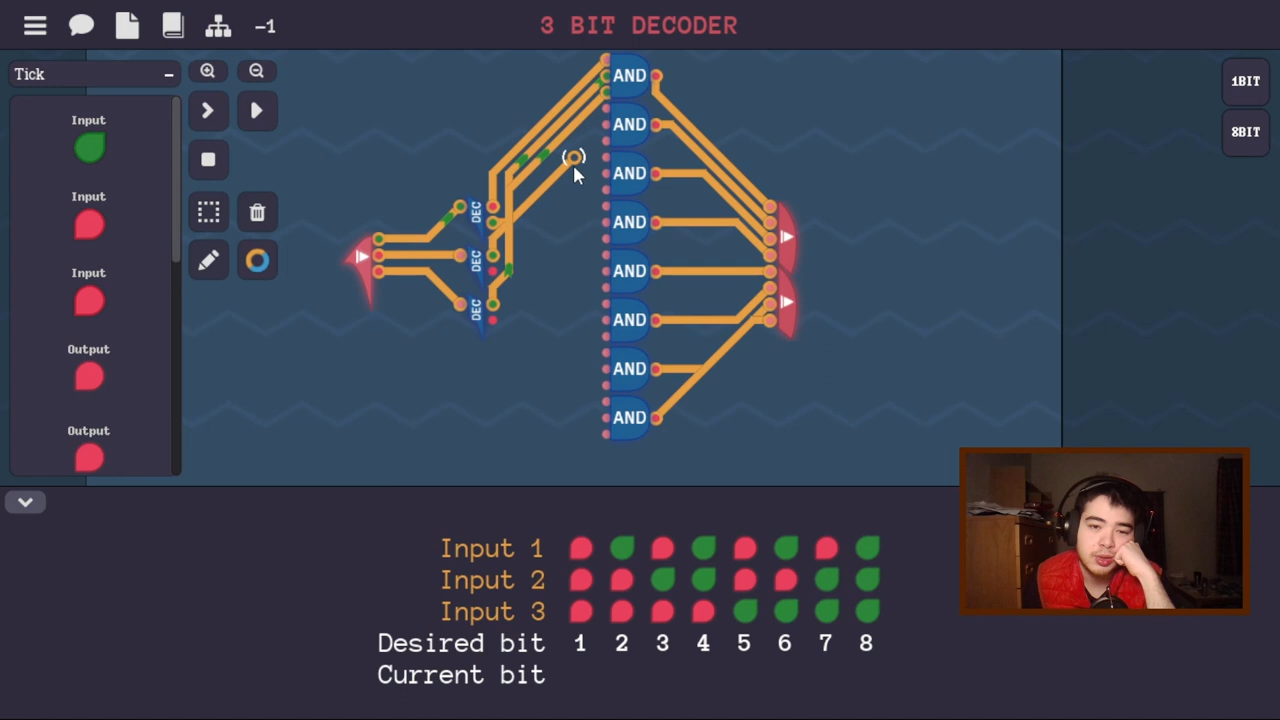 -1
3 BIT DECODER
Tick
-
Input
Input
Input
Output
Output
DEC
DEC
DEC
AND
AND
AND
AND
AND
AND
AND
AND
1BIT
8BIT
Input 1
Input 2
Input 3
Desired bit 1 2 3 4 5 6 7 8
Current bit